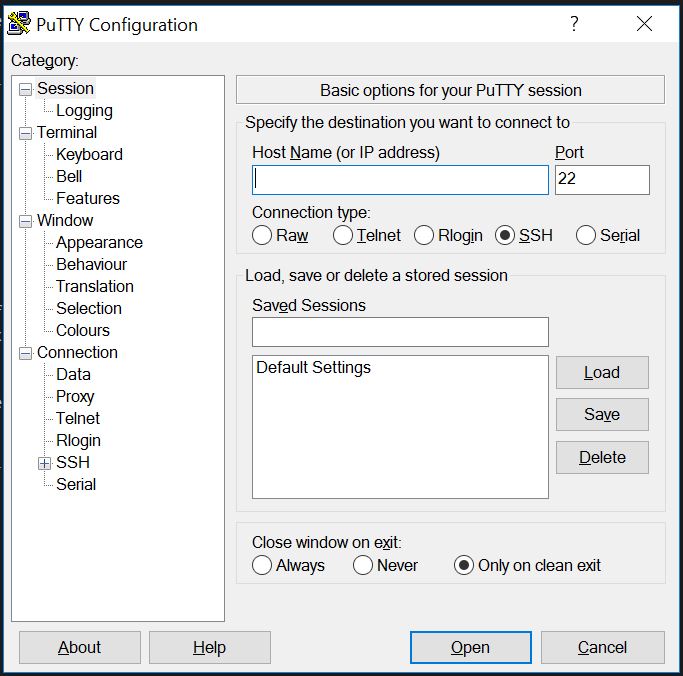 PuTTY Configuration
?
Category:
Session
Logging
Terminal
Keyboard
Bell
Features
Window
Appearance
Behaviour
Translation
Selection
Colours
Connection
Data
Proxy
Telnet
Rlogin
SSH
Serial
Basic options for your PuTTY session
Specify the destination you want to connect to
Host Name (or IP address) Port
22
Connection type:
Raw Telnet Rlogin SSH Serial
Load, save or delete a stored session
Saved Sessions
Default Settings
Load
Save
Delete
Close window on exit:
Always Never Only on clean exit
About Help Open Cancel